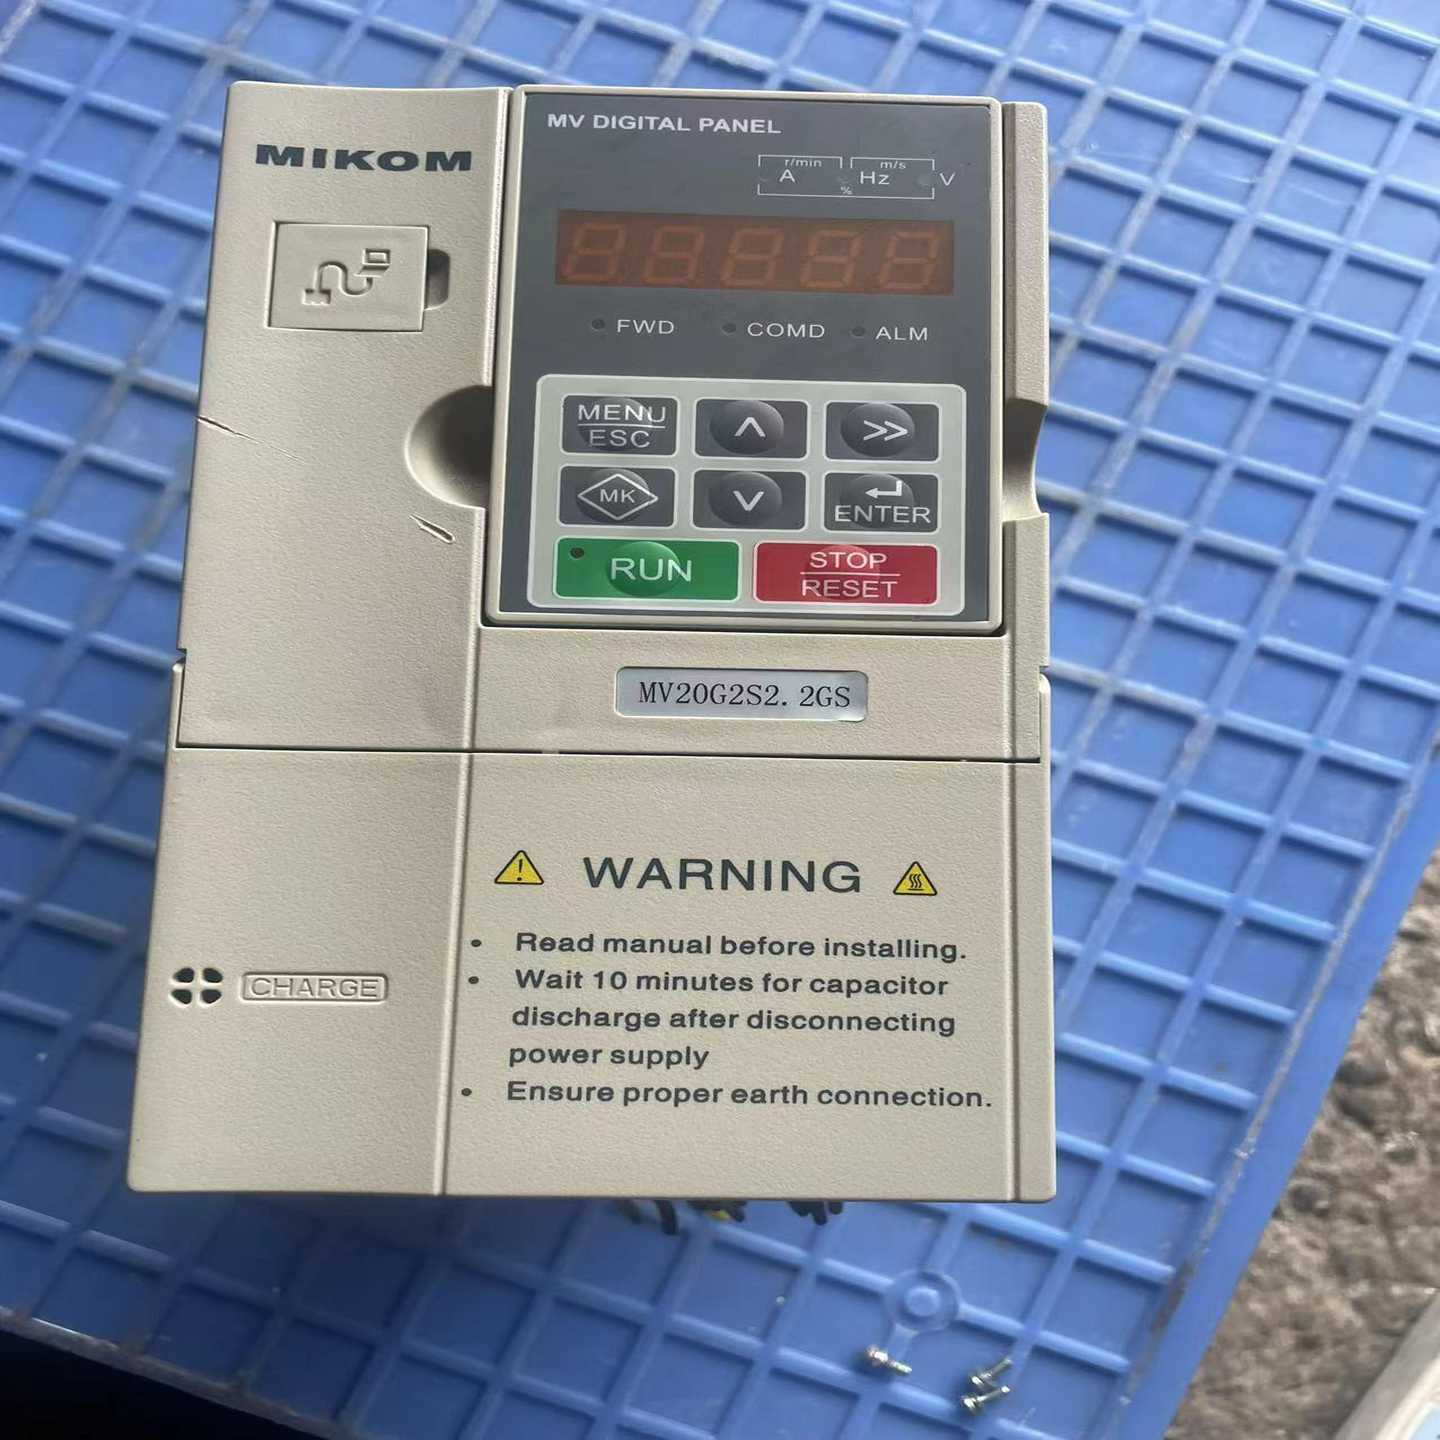 MIKOM
MV DIGITAL PANEL
r/min m/s
A Hz V
%
88888
FWD COMD ALM
MENU
ESC
MK
ENTER
RUN
STOP
RESET
MV20G2S2.2GS
WARNING
• Read manual before installing.
• Wait 10 minutes for capacitor
discharge after disconnecting
power supply
• Ensure proper earth connection.
CHARGE